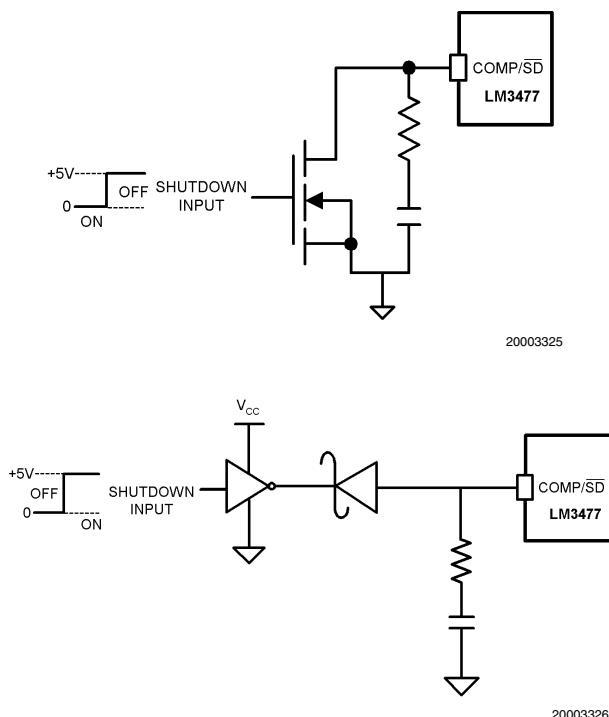 COMP/SD
LM3477
+5V
OFF
0
ON
SHUTDOWN
INPUT
20003325
VCC
+5V
OFF
0
ON
SHUTDOWN
INPUT
COMP/SD
LM3477
20003326